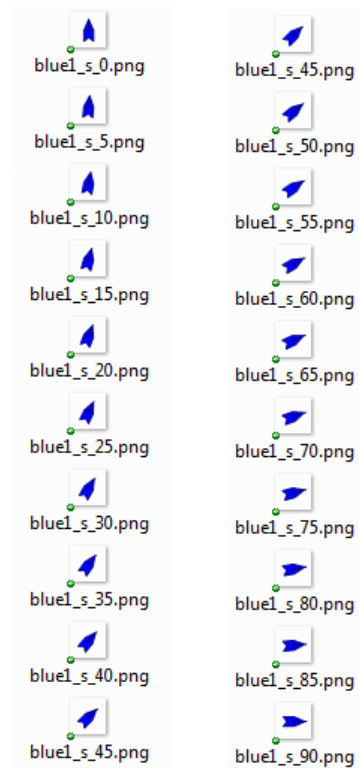 blue1_s_0.png
blue1_s_5.png
blue1_s_10.png
blue1_s_15.png
blue1_s_20.png
blue1_s_25.png
blue1_s_30.png
blue1_s_35.png
blue1_s_40.png
blue1_s_45.png
blue1_s_45.png
blue1_s_50.png
blue1_s_55.png
blue1_s_60.png
blue1_s_65.png
blue1_s_70.png
blue1_s_75.png
blue1_s_80.png
blue1_s_85.png
blue1_s_90.png